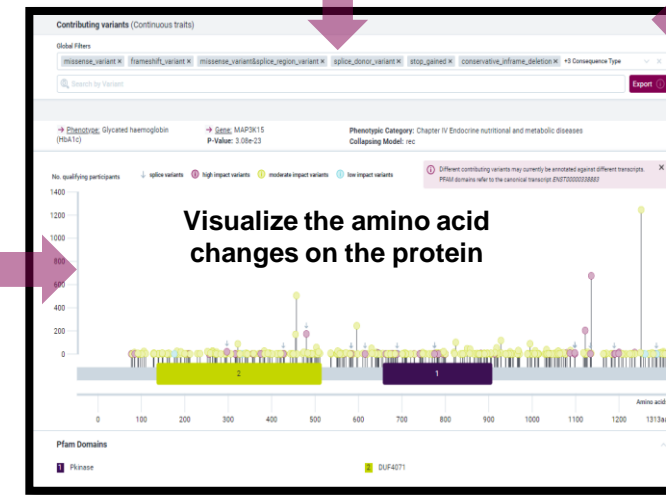 Contributing variants (Continuous traits)
Global Filters
missense_variant × frameshift_variant × missense_variant&splice_region_variant × splice_donor_variant × stop_gained × conservative_inframe_deletion × +3 Consequence Type
Search by Variant
Export
→ Phenotype: Glycated haemoglobin (HbA1c)
→ Gene: MAP3K15
P-Value: 3.08e-23
Phenotypic Category: Chapter IV Endocrine nutritional and metabolic diseases
Collapsing Model: rec
No. qualifying participants
↓ splice variants
high impact variants
moderate impact variants
low impact variants
Different contributing variants may currently be annotated against different transcripts.
PFAM domains refer to the canonical transcript ENST00000338883
×
Visualize the amino acid
changes on the protein
1400
1200
1000
800
600
400
200
0
2
1
Amino acid
0 100 200 300 400 500 600 700 800 900 1000 1100 1200 1313aa
Pfam Domains
1 Pkinase
2 DUF4071